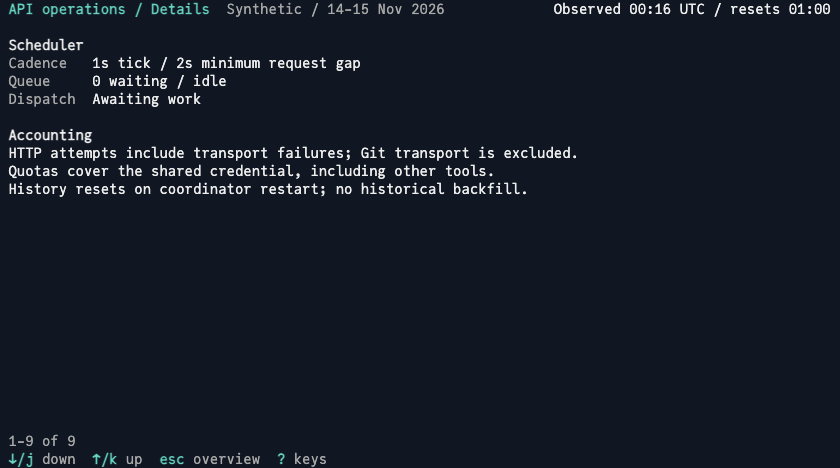 API operations / Details  Synthetic / 14–15 Nov 2026  Observed 00:16 UTC / resets 01:00
Scheduler
Cadence  1s tick / 2s minimum request gap
Queue  0 waiting / idle
Dispatch  Awaiting work
Accounting
HTTP attempts include transport failures; Git transport is excluded.
Quotas cover the shared credential, including other tools.
History resets on coordinator restart; no historical backfill.
1–9 of 9
↓/j down  ↑/k up  esc overview  ? keys